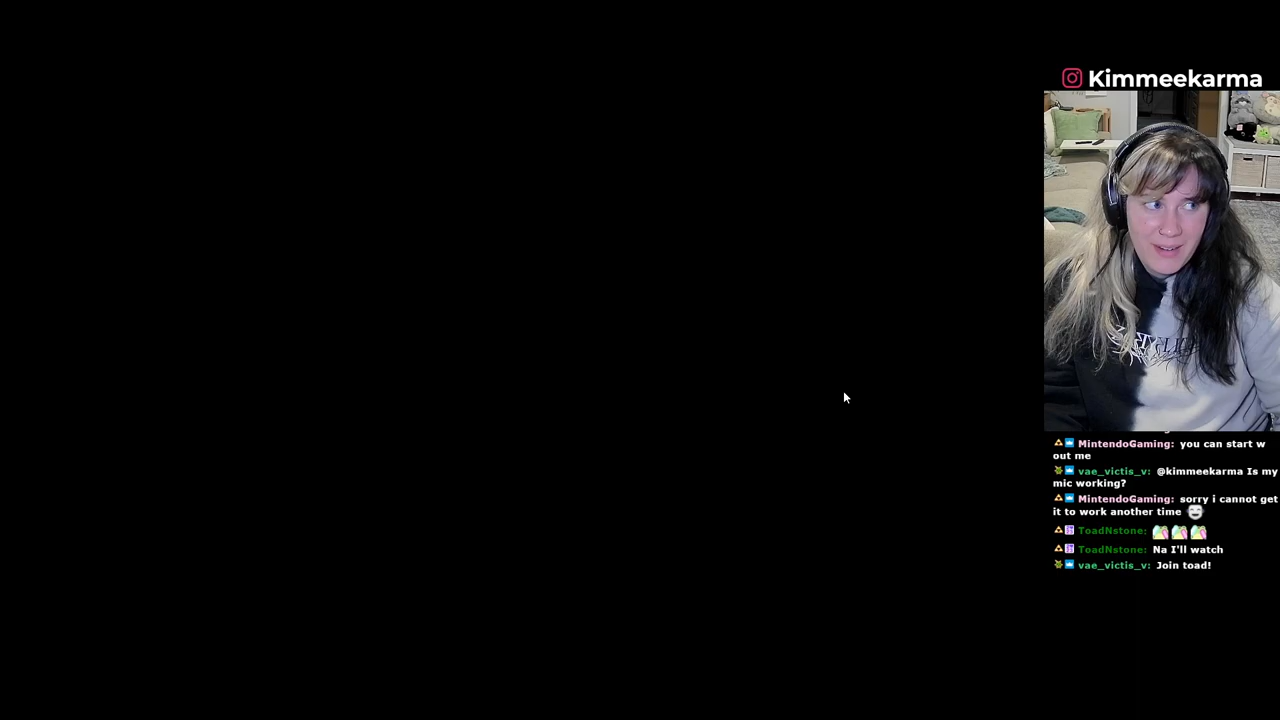 Kimmeekarma
MintendoGaming: you can start w
out me
vae_victis_v: @kimmeekarma Is my
mic working?
MintendoGaming: sorry i cannot get
it to work another time
ToadNstone:
ToadNstone: Na I'll watch
vae_victis_v: Join toad!